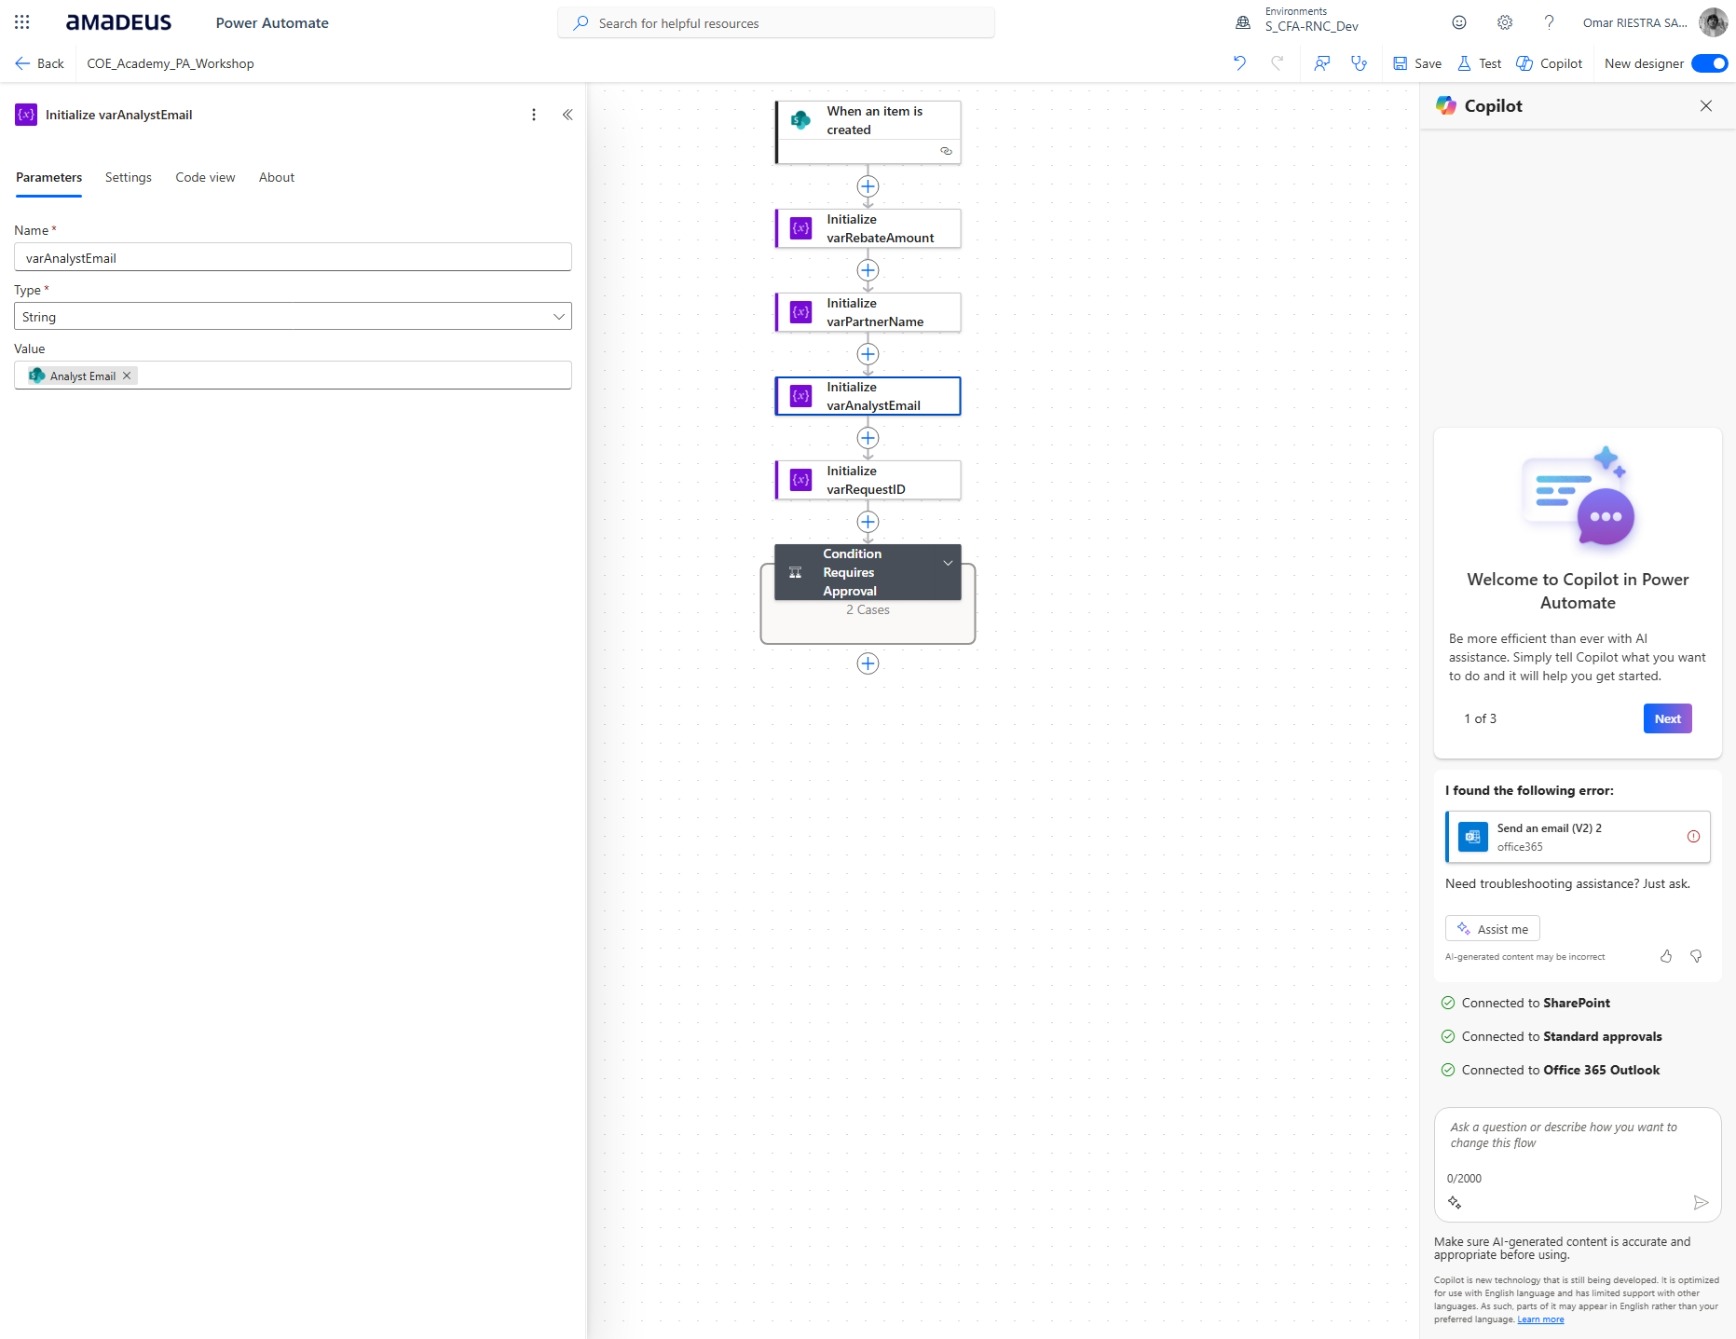 aMaDEUS
Power Automate
Search for helpful resources
Environments
S_CFA-RNC_Dev
Omar RIESTRA SA...
Back
COE_Academy_PA_Workshop
Save
Test
Copilot
New designer
{x} Initialize varAnalystEmail
Parameters
Settings
Code view
About
Name *
varAnalystEmail
Type *
String
Value
Analyst Email
When an item is
created
{x} Initialize
varRebateAmount
{x} Initialize
varPartnerName
{x} Initialize
varAnalystEmail
{x} Initialize
varRequestID
Condition
Requires
Approval
2 Cases
Copilot
Welcome to Copilot in Power
Automate
Be more efficient than ever with AI
assistance. Simply tell Copilot what you want
to do and it will help you get started.
1 of 3
Next
I found the following error:
Send an email (V2) 2
office365
Need troubleshooting assistance? Just ask.
Assist me
AI-generated content may be incorrect
Connected to SharePoint
Connected to Standard approvals
Connected to Office 365 Outlook
Ask a question or describe how you want to
change this flow
0/2000
Make sure AI-generated content is accurate and
appropriate before using.
Copilot is new technology that is still being developed. It is optimized
for use with English language and has limited support with other
languages. As such, parts of it may appear in English rather than your
preferred language. Learn more